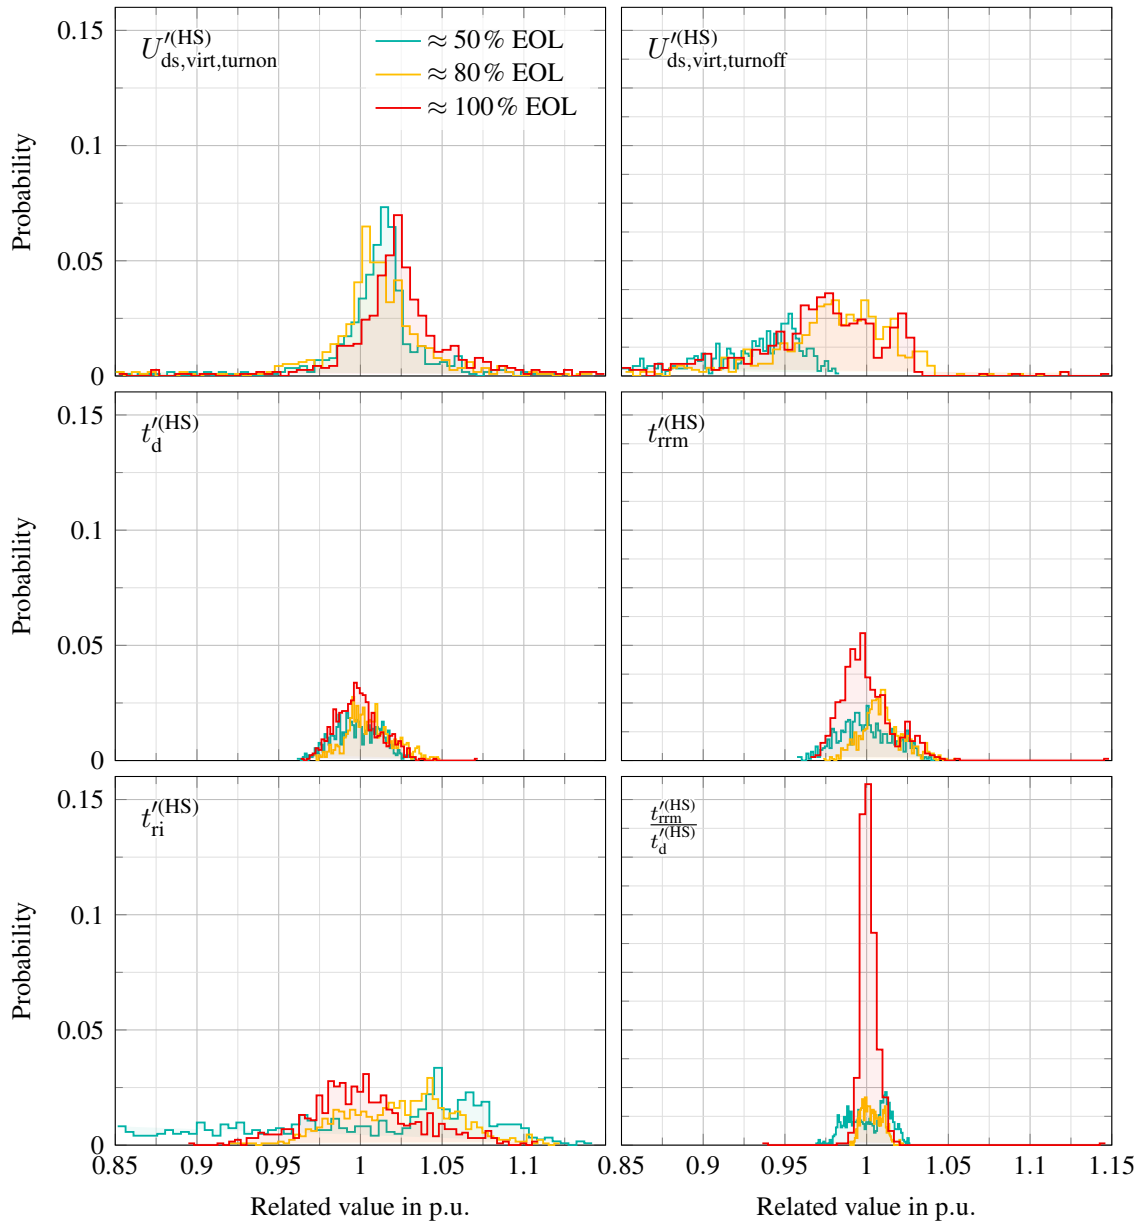 U′(HS)ds,virt,turnon
≈ 50 % EOL
≈ 80 % EOL
≈ 100 % EOL
U′(HS)ds,virt,turnoff
0.15
0.1
0.05
0
Probability
t′(HS)d
t′(HS)rrm
0.15
0.1
0.05
0
Probability
t′(HS)ri
t′(HS)rrm
t′(HS)d
0.15
0.1
0.05
0
Probability
0.85 0.9 0.95 1 1.05 1.1 0.85 0.9 0.95 1 1.05 1.1 1.15
Related value in p.u. Related value in p.u.